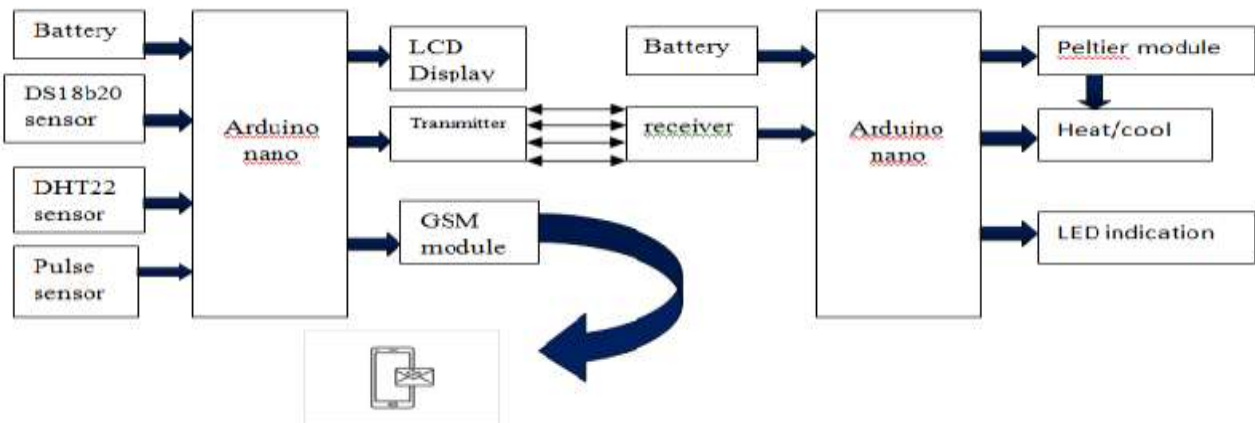 Battery
DS18b20
sensor
DHT22
sensor
Pulse
sensor
Arduino
nano
LCD
Display
Transmitter
GSM
module
Battery
receiver
Arduino
nano
Peltier module
Heat/cool
LED indication